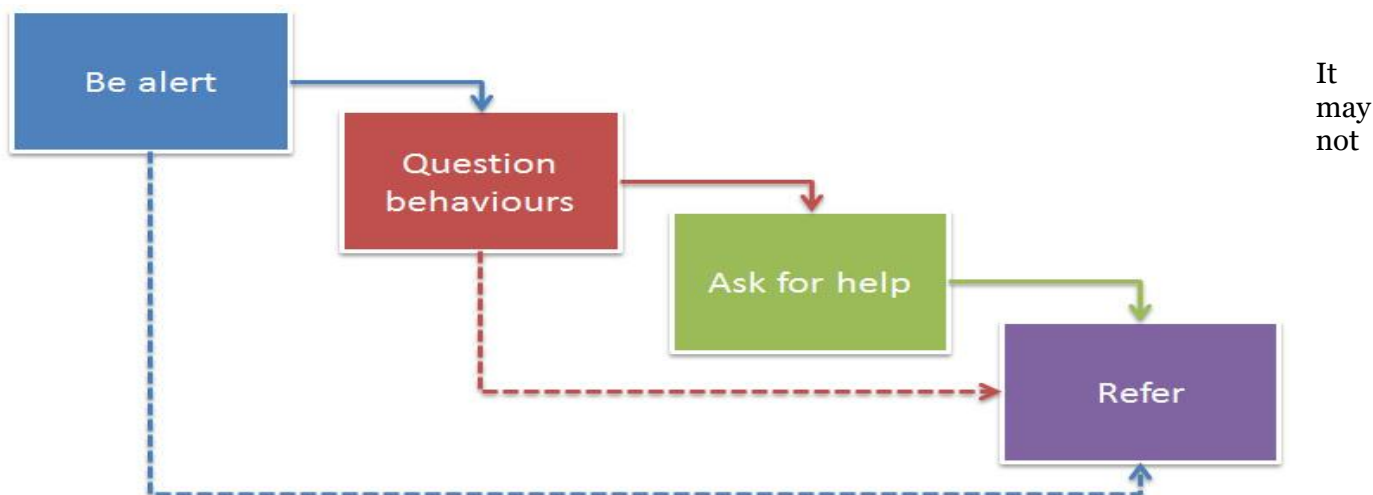 Be alert
Question
behaviours
Ask for help
Refer
It
may
not